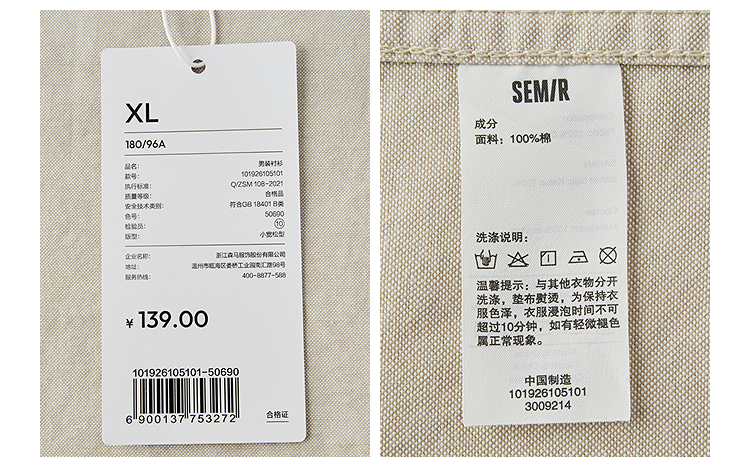 XL
180/96A
品名: 男装衬衫
款号: 101926105101
执行标准: Q/ZSM 108-2021
质量等级: 合格品
安全技术类别: 符合GB 18401 B类
色号: 50690
检验员: 10
版型: 小宽松型
企业名称: 浙江森马服饰股份有限公司
地址: 温州市瓯海区娄桥工业园南汇路98号
服务热线: 400-8877-588
¥ 139.00
101926105101-50690
6 900137 753272
合格证
SEMIR
成分
面料: 100%棉
洗涤说明:
温馨提示: 与其他衣物分开
洗涤, 垫布熨烫, 为保持衣
服色泽, 衣服浸泡时间不可
超过10分钟, 如有轻微褪色
属正常现象。
中国制造
101926105101
3009214